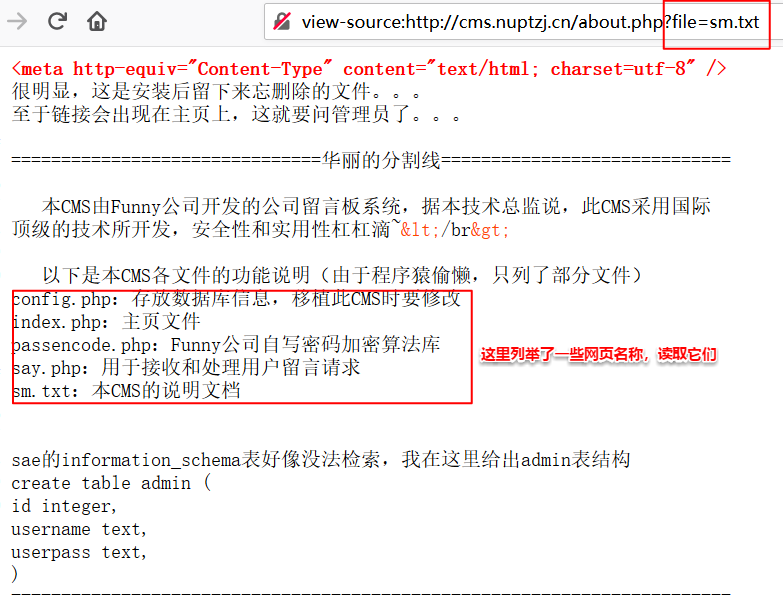 view-source:http://cms.nuptzj.cn/about.php?file=sm.txt
<meta http-equiv="Content-Type" content="text/html; charset=utf-8" />
很明显，这是安装后留下来忘删除的文件。。。
至于链接会出现在主页上，这就要问管理员了。。。
===============================华丽的分割线=============================
本CMS由Funny公司开发的公司留言板系统，据本技术总监说，此CMS采用国际
顶级的技术所开发，安全性和实用性杠杠滴~&lt;/br&gt;
以下是本CMS各文件的功能说明（由于程序猿偷懒，只列了部分文件）
config.php：存放数据库信息，移植此CMS时要修改
index.php：主页文件
passencode.php：Funny公司自写密码加密算法库
say.php：用于接收和处理用户留言请求
sm.txt：本CMS的说明文档
这里列举了一些网页名称，读取它们
sae的information_schema表好像没法检索，我在这里给出admin表结构
create table admin (
id integer,
username text,
userpass text,
)
------------------------------------------------------------------------